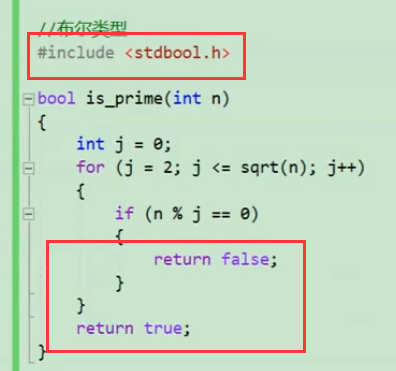 //布尔类型
#include <stdbool.h>
bool is_prime(int n)
{
int j = 0;
for (j = 2; j <= sqrt(n); j++)
{
if (n % j == 0)
{
return false;
}
}
return true;
}